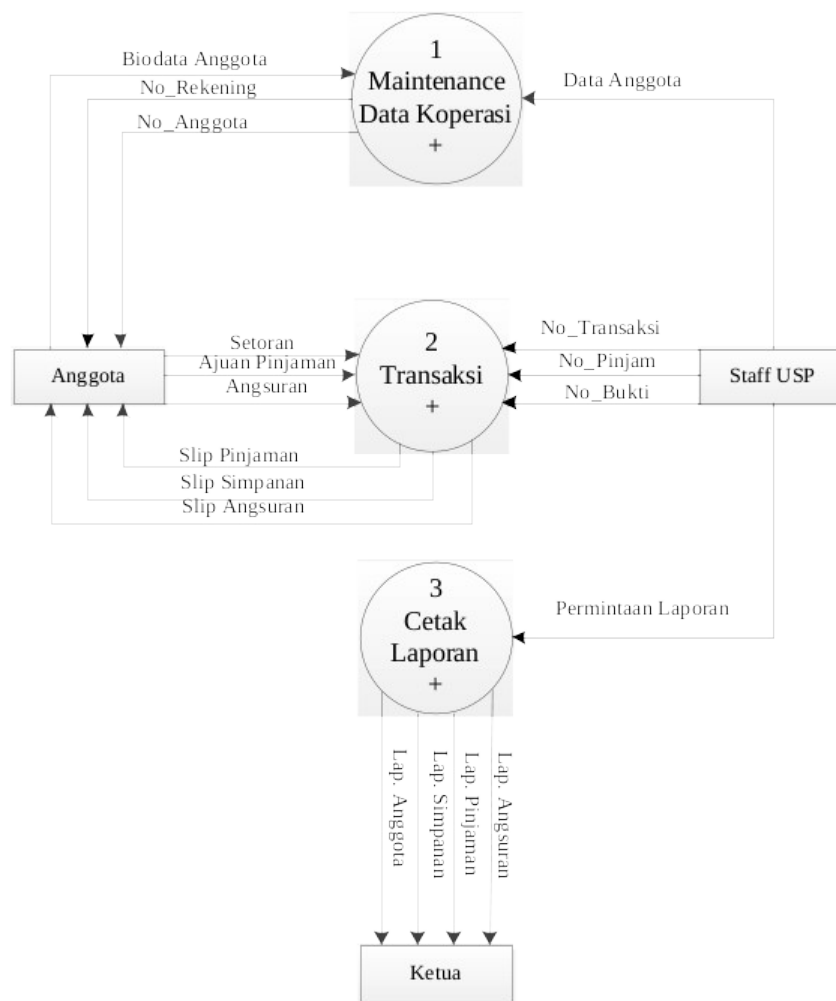 1
Maintenance
Data Koperasi
+
Biodata Anggota
No_Rekening
No_Anggota
Data Anggota
Anggota
Setoran
Ajuan Pinjaman
Angsuran
2
Transaksi
+
No_Transaksi
No_Pinjam
No_Bukti
Staff USP
Slip Pinjaman
Slip Simpanan
Slip Angsuran
3
Cetak
Laporan
+
Permintaan Laporan
Lap. Anggota
Lap. Simpanan
Lap. Pinjaman
Lap. Angsuran
Ketua